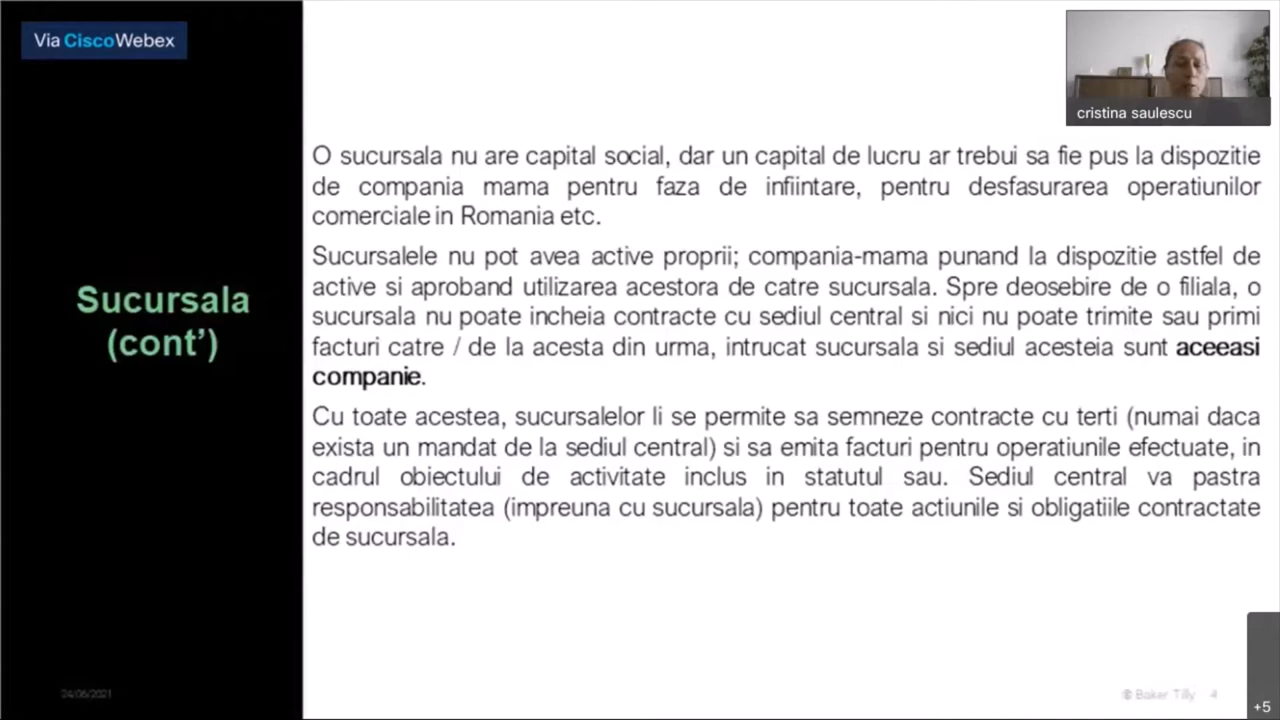 Via CiscoWebex
cristina saulescu
Sucursala
(cont’)
O sucursala nu are capital social, dar un capital de lucru ar trebui sa fie pus la dispozitie
de compania mama pentru faza de infiintare, pentru desfasurarea operatiunilor
comerciale in Romania etc.
Sucursalele nu pot avea active proprii; compania-mama punand la dispozitie astfel de
active si aproband utilizarea acestora de catre sucursala. Spre deosebire de o filiala, o
sucursala nu poate incheia contracte cu sediul central si nici nu poate trimite sau primi
facturi catre / de la acesta din urma, intrucat sucursala si sediul acesteia sunt aceeasi
companie.
Cu toate acestea, sucursalelor li se permite sa semneze contracte cu terti (numai daca
exista un mandat de la sediul central) si sa emita facturi pentru operatiunile efectuate, in
cadrul obiectului de activitate inclus in statutul sau. Sediul central va pastra
responsabilitatea (impreuna cu sucursala) pentru toate actiunile si obligatiile contractate
de sucursala.
24/06/2021
© Baker Tilly 4
+5